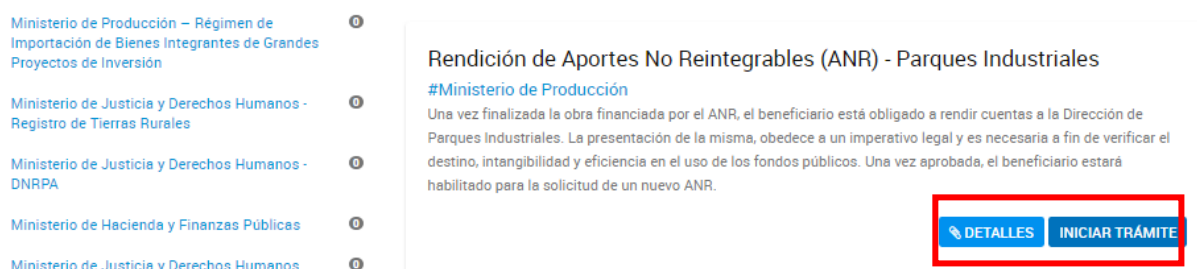 Ministerio de Producción – Régimen de
Importación de Bienes Integrantes de Grandes
Proyectos de Inversión
0
Ministerio de Justicia y Derechos Humanos -
Registro de Tierras Rurales
0
Ministerio de Justicia y Derechos Humanos -
DNRPA
0
Ministerio de Hacienda y Finanzas Públicas
0
Ministerio de Justicia y Derechos Humanos
0
Rendición de Aportes No Reintegrables (ANR) - Parques Industriales
#Ministerio de Producción
Una vez finalizada la obra financiada por el ANR, el beneficiario está obligado a rendir cuentas a la Dirección de
Parques Industriales. La presentación de la misma, obedece a un imperativo legal y es necesaria a fin de verificar el
destino, intangibilidad y eficiencia en el uso de los fondos públicos. Una vez aprobada, el beneficiario estará
habilitado para la solicitud de un nuevo ANR.
DETALLES
INICIAR TRÁMITE